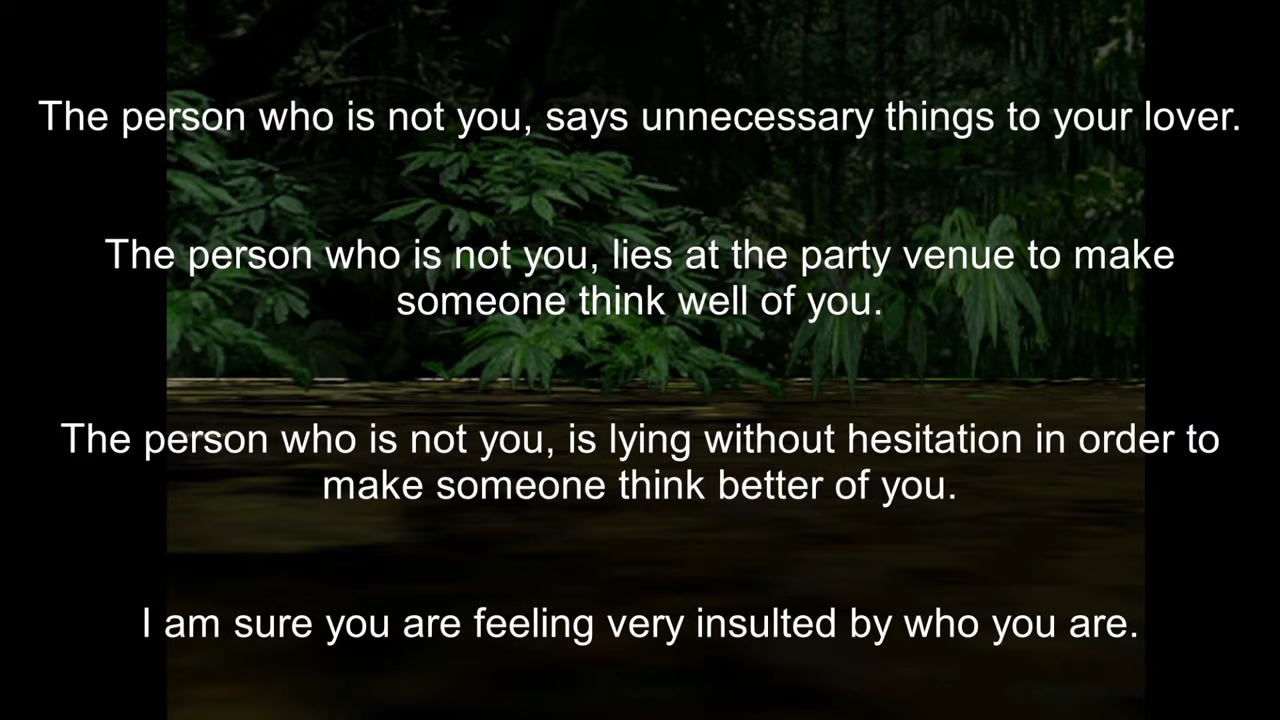 The person who is not you, says unnecessary things to your lover.
The person who is not you, lies at the party venue to make
someone think well of you.
The person who is not you, is lying without hesitation in order to
make someone think better of you.
I am sure you are feeling very insulted by who you are.